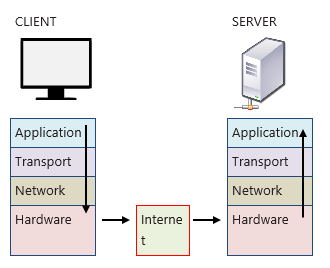 CLIENT
SERVER
Application
Transport
Network
Hardware
Interne
t
Application
Transport
Network
Hardware